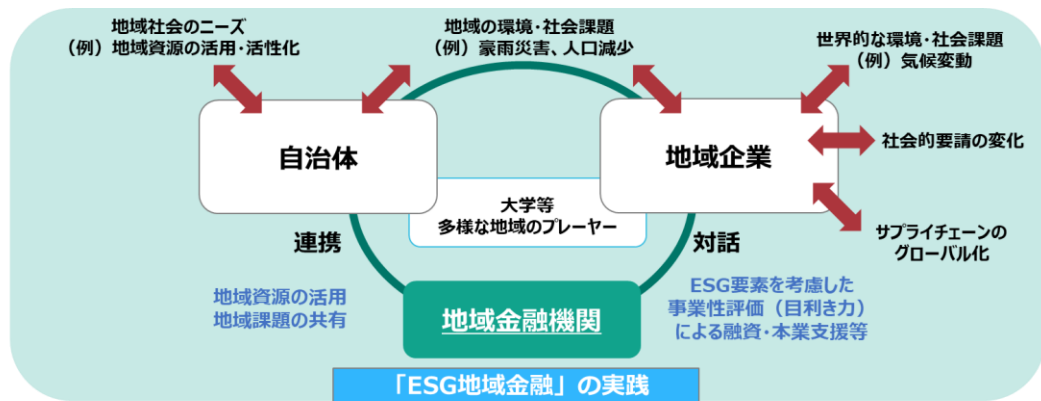 地域社会のニーズ
（例）地域資源の活用・活性化
地域の環境・社会課題
（例）豪雨災害、人口減少
世界的な環境・社会課題
（例）気候変動
自治体
地域企業
社会的要請の変化
大学等
多様な地域のプレーヤー
サプライチェーンの
グローバル化
連携
対話
地域資源の活用
地域課題の共有
地域金融機関
ESG要素を考慮した
事業性評価（目利き力）
による融資・本業支援等
「ESG地域金融」の実践